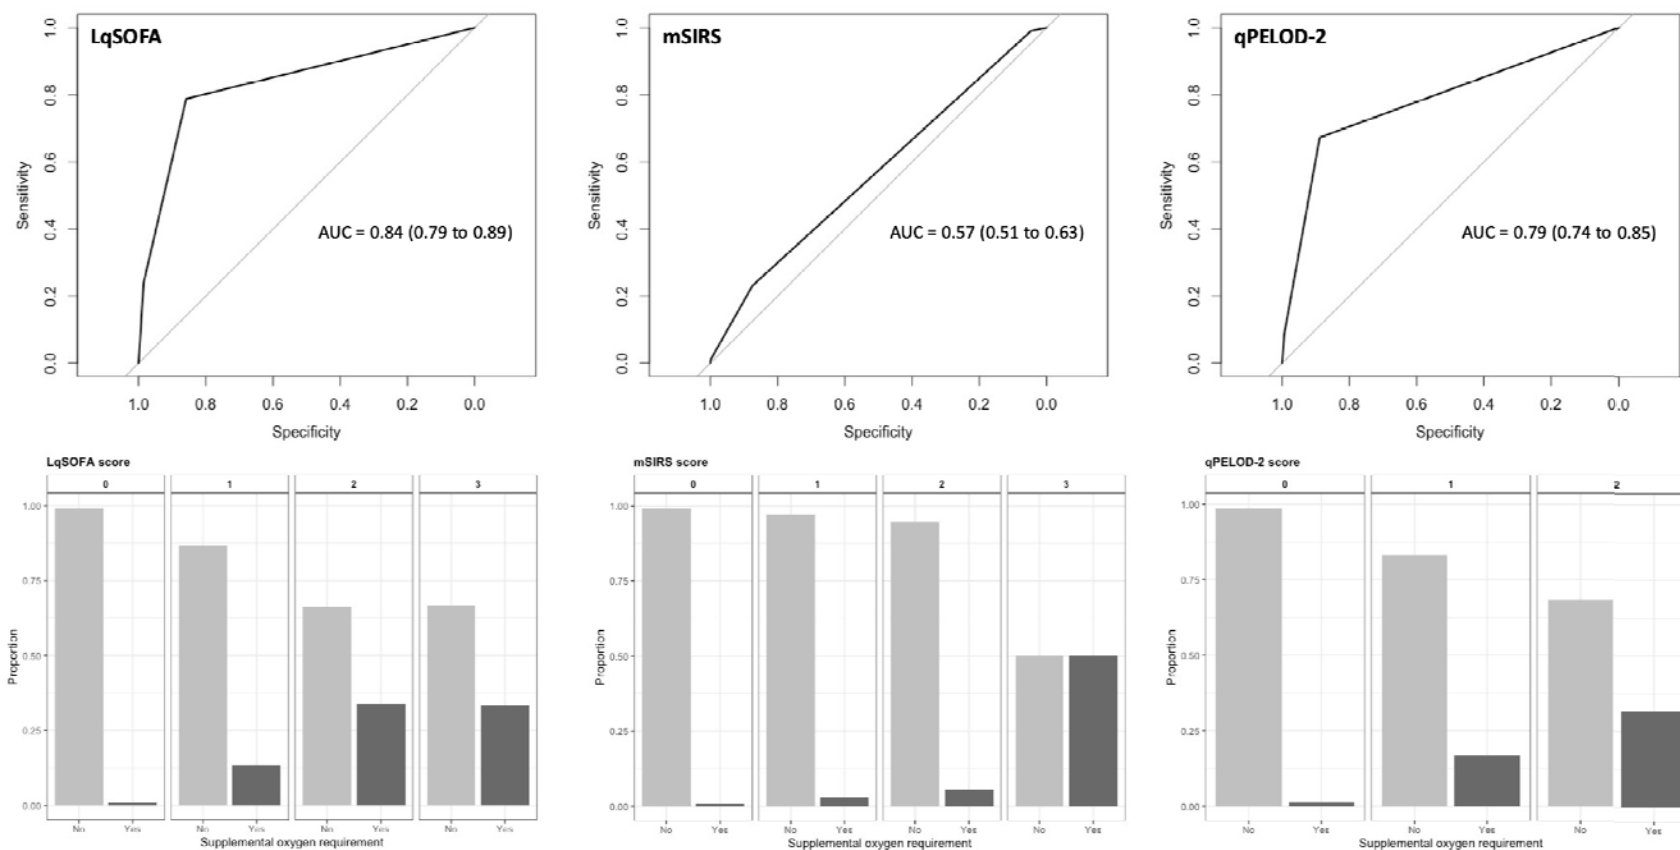 LqSOFA
1.0
0.8
0.6
0.4
0.2
0.0
Sensitivity
AUC = 0.84 (0.79 to 0.89)
1.0 0.8 0.6 0.4 0.2 0.0
Specificity
mSIRS
1.0
0.8
0.6
0.4
0.2
0.0
Sensitivity
AUC = 0.57 (0.51 to 0.63)
1.0 0.8 0.6 0.4 0.2 0.0
Specificity
qPELOD-2
1.0
0.8
0.6
0.4
0.2
0.0
Sensitivity
AUC = 0.79 (0.74 to 0.85)
1.0 0.8 0.6 0.4 0.2 0.0
Specificity
LqSOFA score
0 1 2 3
1.00
0.75
0.50
0.25
0.00
Proportion
No Yes No Yes No Yes No Yes
Supplemental oxygen requirement
mSIRS score
0 1 2 3
1.00
0.75
0.50
0.25
0.00
Proportion
No Yes No Yes No Yes No Yes
Supplemental oxygen requirement
qPELOD-2 score
0 1 2
1.00
0.75
0.50
0.25
0.00
Proportion
No Yes No Yes No Yes
Supplemental oxygen requirement